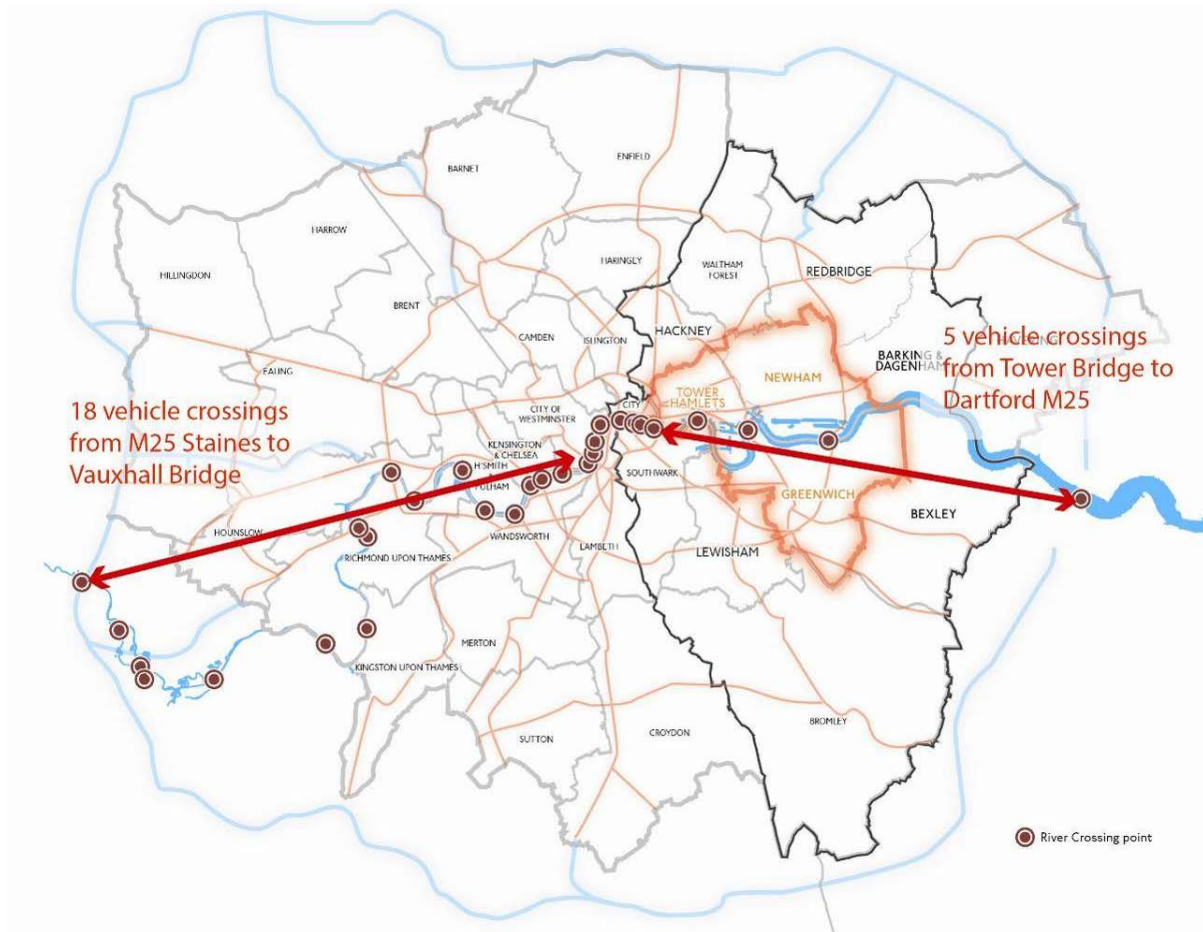 ENFIELD
BARNET
HARROW
HARINGEY
WALTHAM
FOREST
REDBRIDGE
HILLINGDON
BRENT
HACKNEY
CAMDEN
ISLINGTON
HAVERING
5 vehicle crossings
from Tower Bridge to
Dartford M25
BARKING &
DAGENHAM
EALING
NEWHAM
TOWER
HAMLETS
CITY
CITY OF
WESTMINSTER
18 vehicle crossings
from M25 Staines to
Vauxhall Bridge
KENSINGTON
& CHELSEA
H'SMITH
FULHAM
SOUTHWARK
GREENWICH
BEXLEY
HOUNSLOW
WANDSWORTH
LAMBETH
LEWISHAM
RICHMOND UPON THAMES
MERTON
KINGSTON UPON THAMES
BROMLEY
SUTTON
CROYDON
River Crossing point